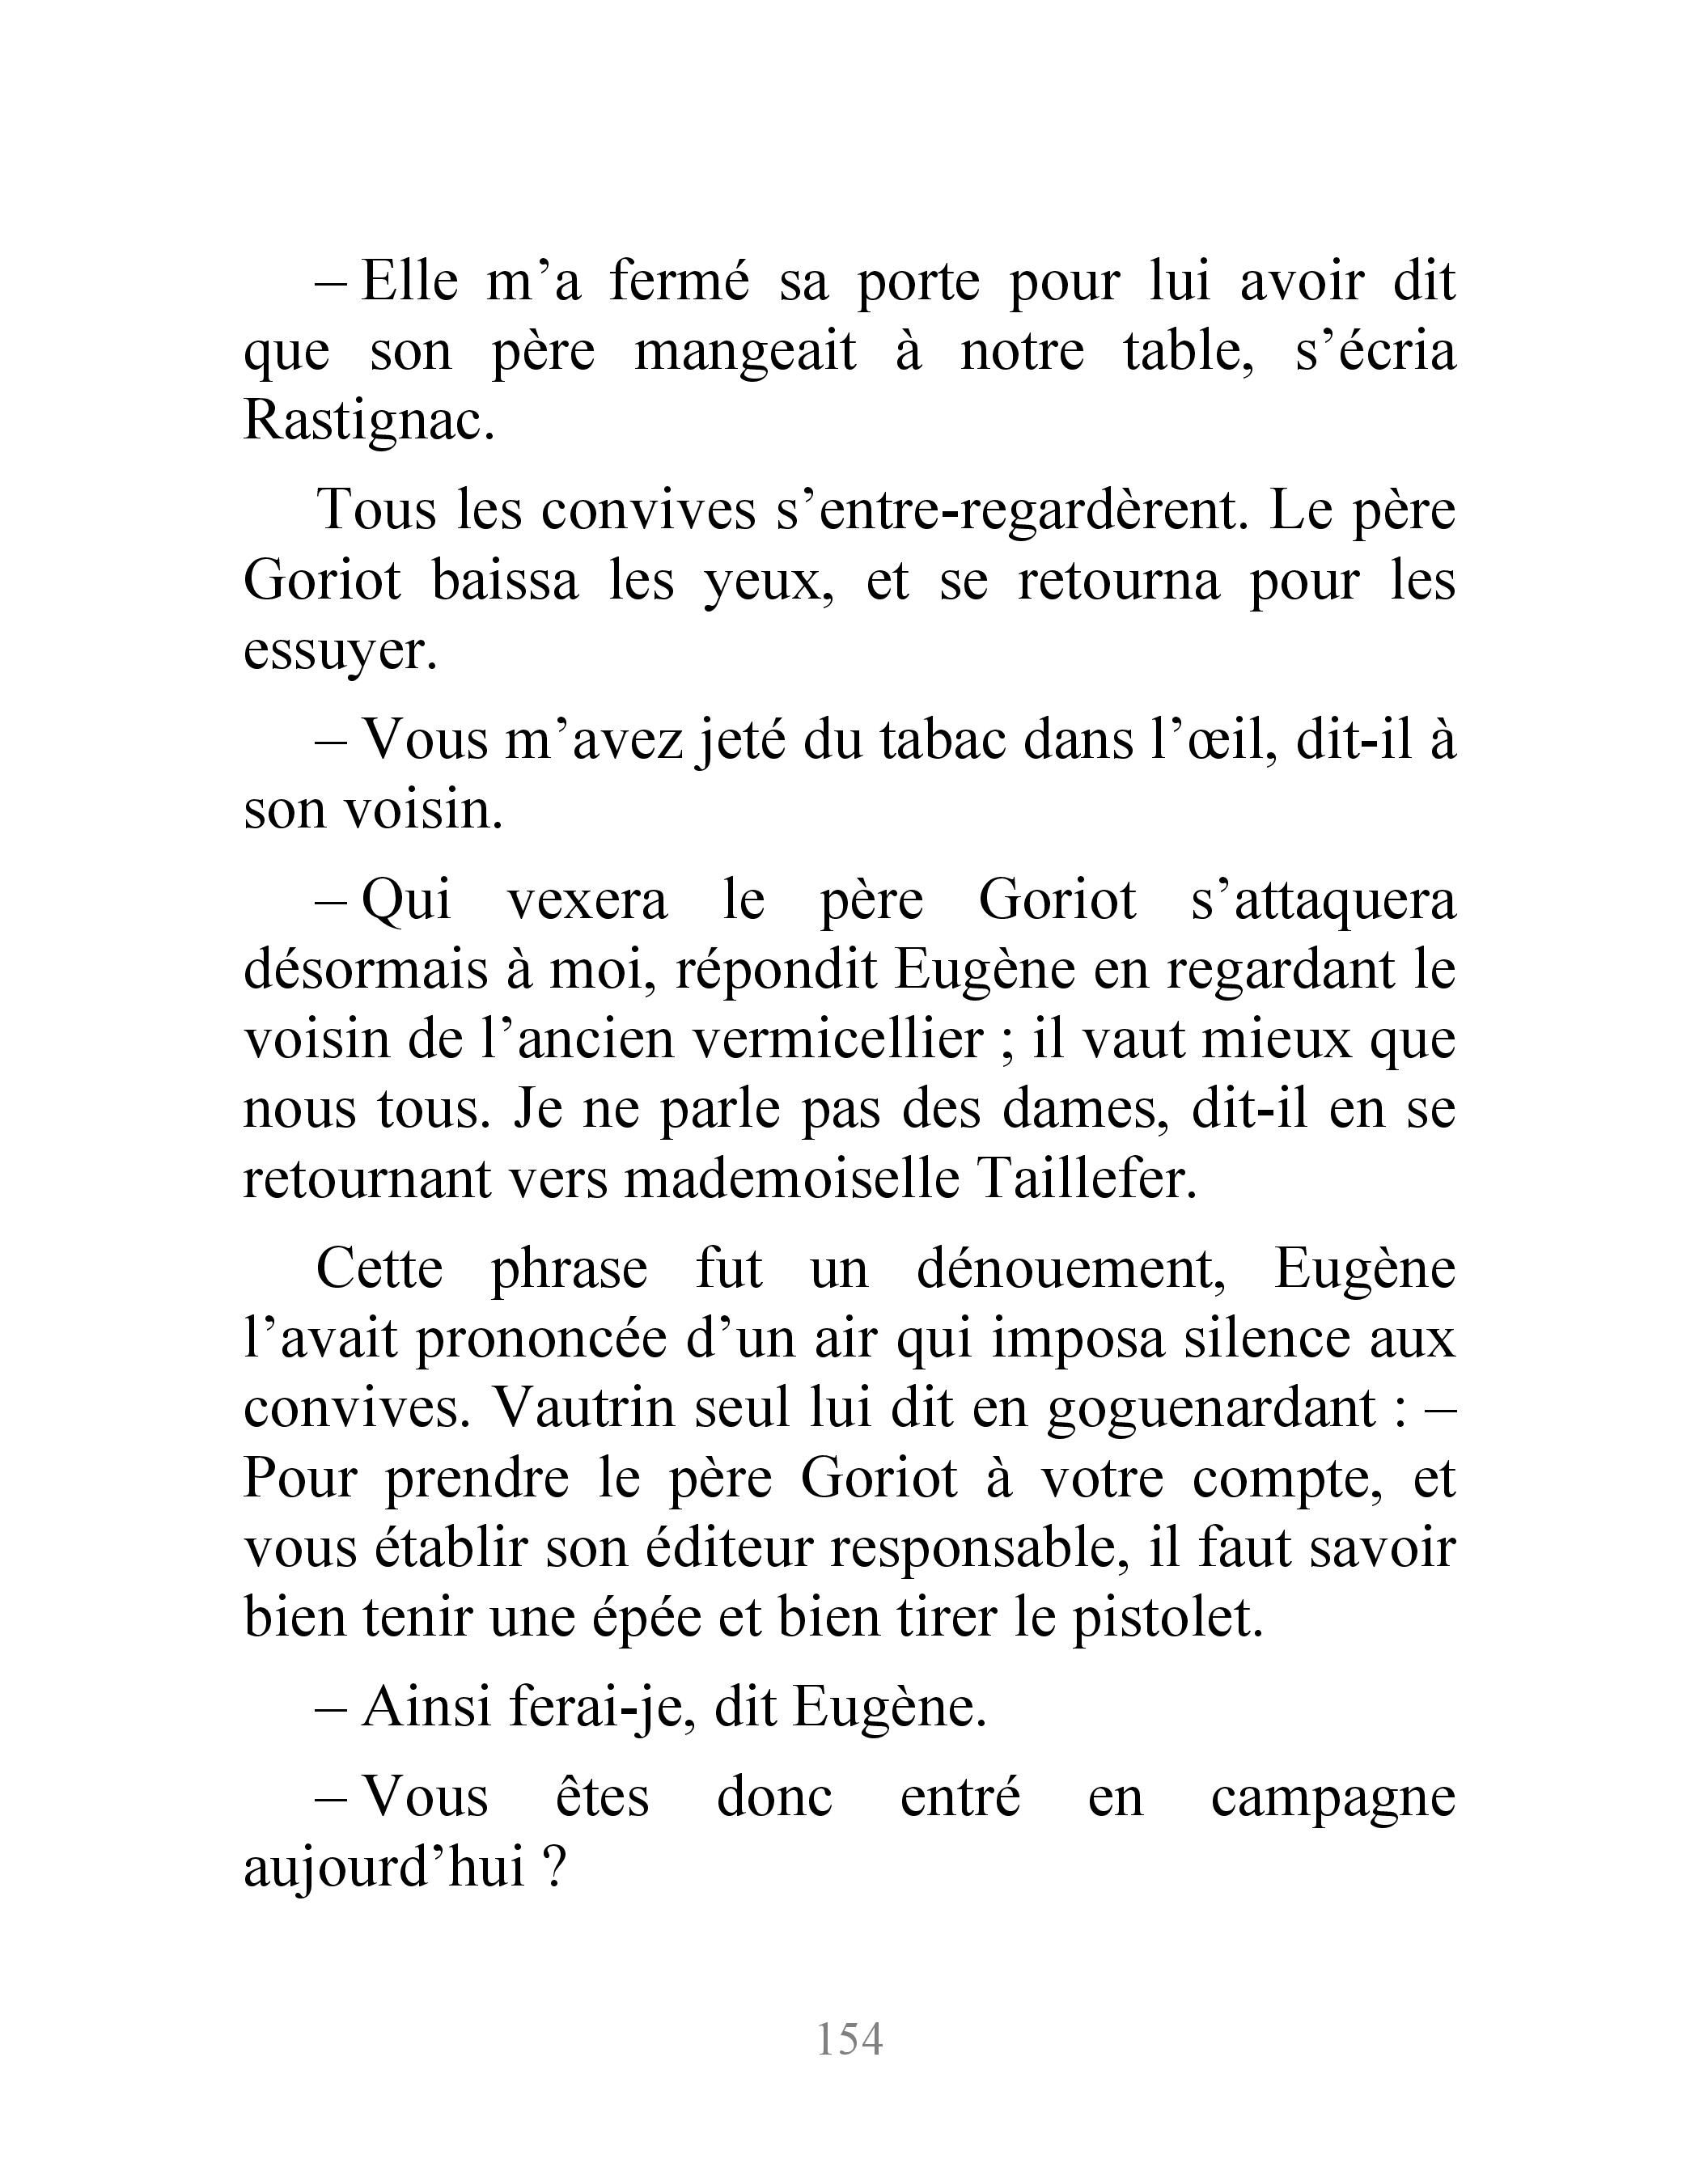 – Elle m’a fermé sa porte pour lui avoir dit
que son père mangeait à notre table, s’écria
Rastignac.
Tous les convives s’entre-regardèrent. Le père
Goriot baissa les yeux, et se retourna pour les
essuyer.
– Vous m’avez jeté du tabac dans l’œil, dit-il à
son voisin.
– Qui vexera le père Goriot s’attaquera
désormais à moi, répondit Eugène en regardant le
voisin de l’ancien vermicellier ; il vaut mieux que
nous tous. Je ne parle pas des dames, dit-il en se
retournant vers mademoiselle Taillefer.
Cette phrase fut un dénouement, Eugène
l’avait prononcée d’un air qui imposa silence aux
convives. Vautrin seul lui dit en goguenardant : –
Pour prendre le père Goriot à votre compte, et
vous établir son éditeur responsable, il faut savoir
bien tenir une épée et bien tirer le pistolet.
– Ainsi ferai-je, dit Eugène.
– Vous êtes donc entré en campagne
aujourd’hui ?
154